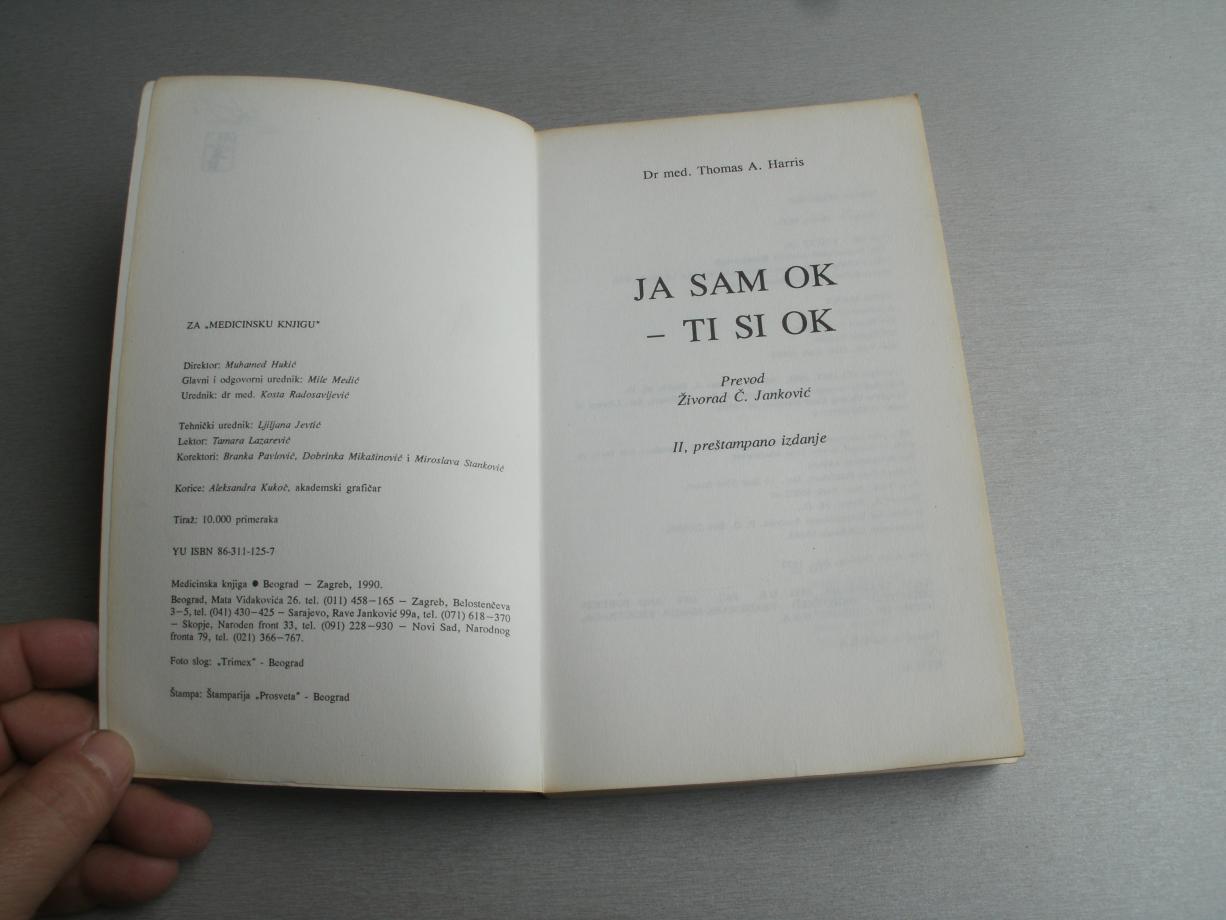 ZA „MEDICINSKU KNJIGU"
Direktor: Muhamed Hukić
Glavni i odgovorni urednik: Mile Medić
Urednik: dr med. Kosta Radosavljević
Tehnički urednik: Ljiljana Jevtić
Lektor: Tamara Lazarević
Korektori: Branka Pavlović, Dobrinka Mikašinović i Miroslava Stanković
Korice: Aleksandra Kukoč, akademski grafičar
Tiraž: 10.000 primeraka
YU ISBN 86-311-125-7
Medicinska knjiga ● Beograd — Zagreb, 1990.
Beograd, Mata Vidakovića 26. tel. (011) 458—165 — Zagreb, Belostenčeva
3—5, tel. (041) 430—425 — Sarajevo, Rave Janković 99a, tel. (071) 618—370
— Skopje, Naroden front 33, tel. (091) 228—930 — Novi Sad, Narodnog
fronta 79, tel. (021) 366—767.
Foto slog: „Trimex" - Beograd
Štampa: Štamparija „Prosveta" - Beograd
Dr med. Thomas A. Harris
JA SAM OK
– TI SI OK
Prevod
Živorad Č. Janković
II, preštampano izdanje